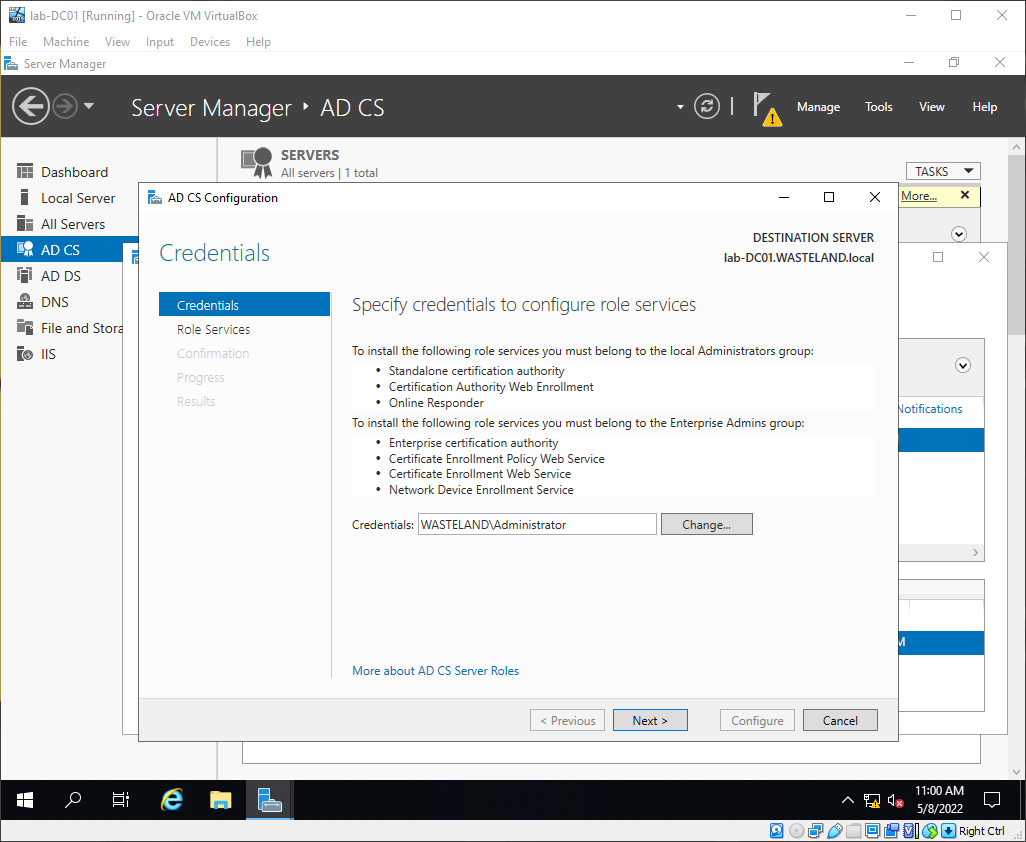 lab-DC01 [Running] - Oracle VM VirtualBox
File Machine View Input Devices Help
Server Manager
Server Manager AD CS
Manage Tools View Help
Dashboard
Local Server
All Servers
AD CS
AD DS
DNS
File and Stora
IIS
SERVERS
All servers | 1 total
TASKS
More...
Notifications
AD CS Configuration
Credentials
DESTINATION SERVER
lab-DC01.WASTELAND.local
Credentials
Role Services
Confirmation
Progress
Results
Specify credentials to configure role services
To install the following role services you must belong to the local Administrators group:
• Standalone certification authority
• Certification Authority Web Enrollment
• Online Responder
To install the following role services you must belong to the Enterprise Admins group:
• Enterprise certification authority
• Certificate Enrollment Policy Web Service
• Certificate Enrollment Web Service
• Network Device Enrollment Service
Credentials: WASTELAND\Administrator Change...
More about AD CS Server Roles
< Previous Next > Configure Cancel
11:00 AM
5/8/2022
Right Ctrl